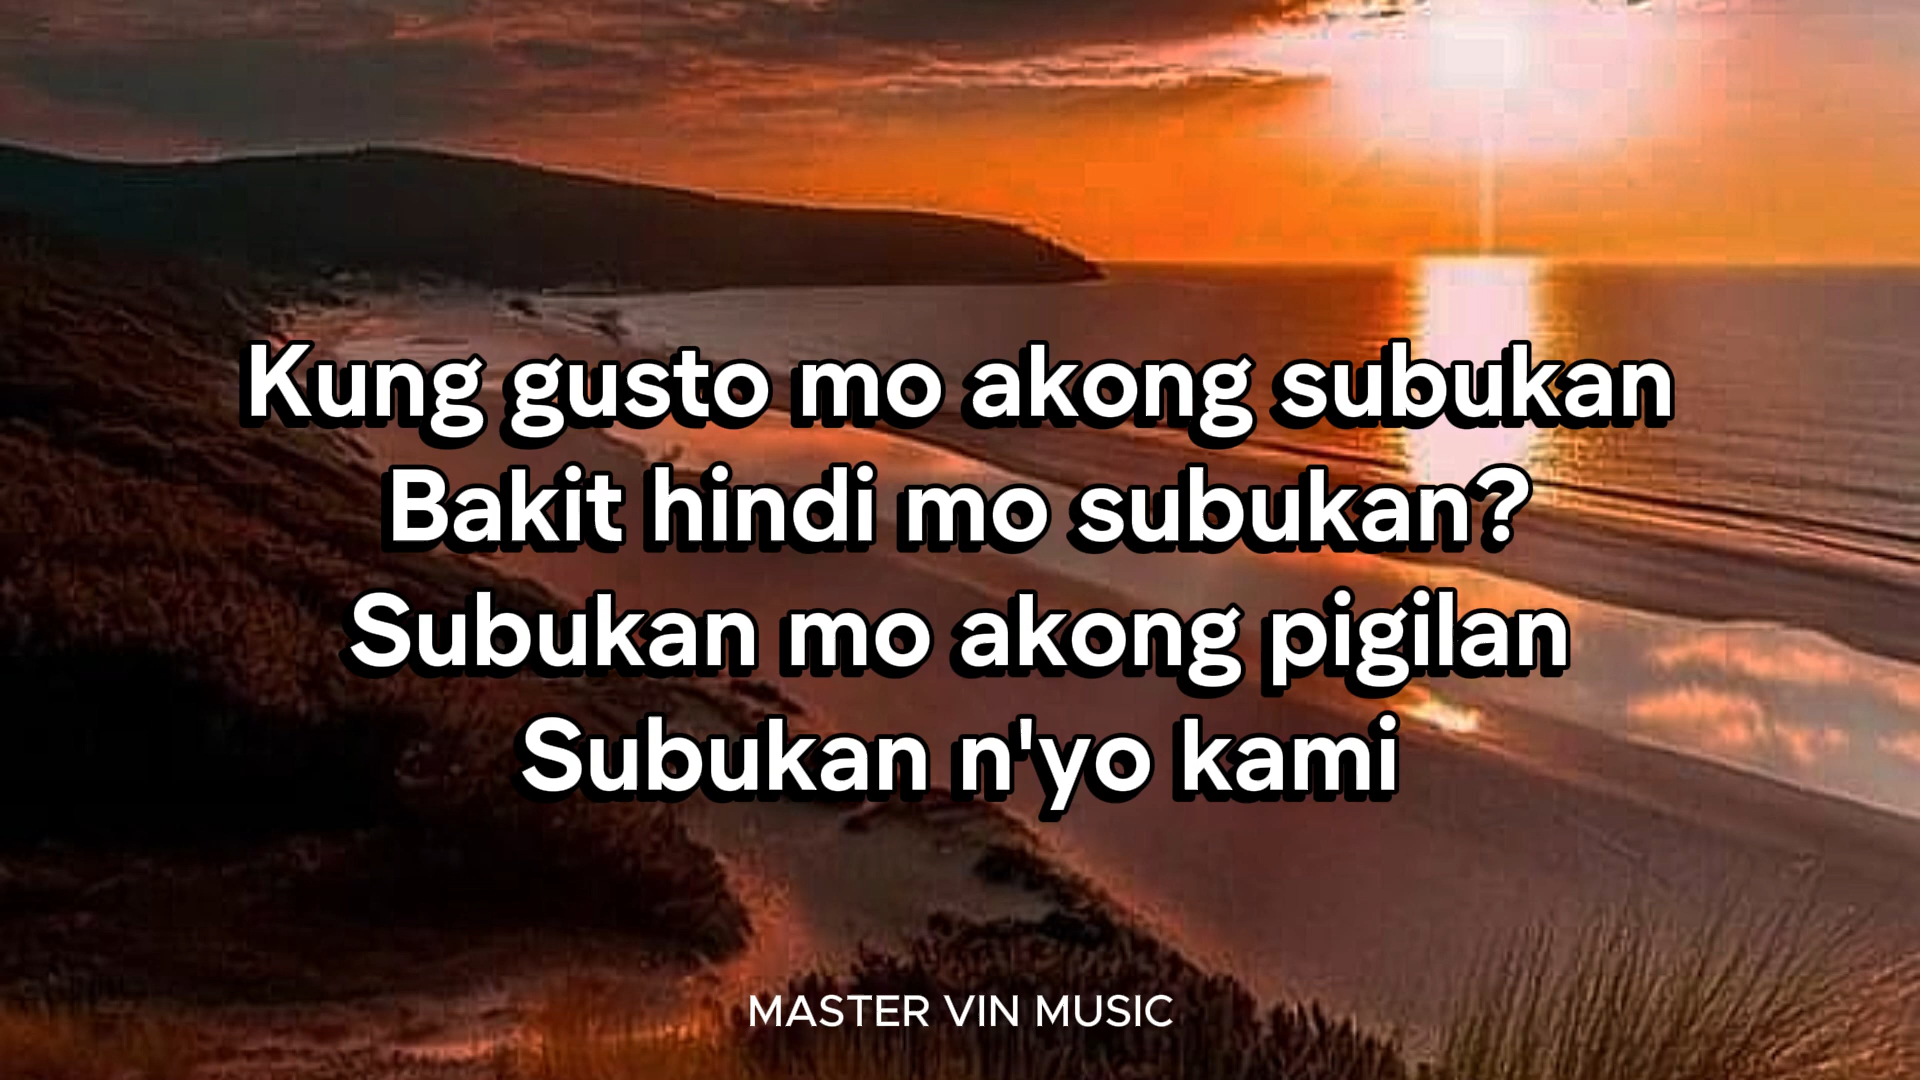 Kung gusto mo akong subukan
Bakit hindi mo subukan?
Subukan mo akong pigilan
Subukan n'yo kami
MASTER VIN MUSIC